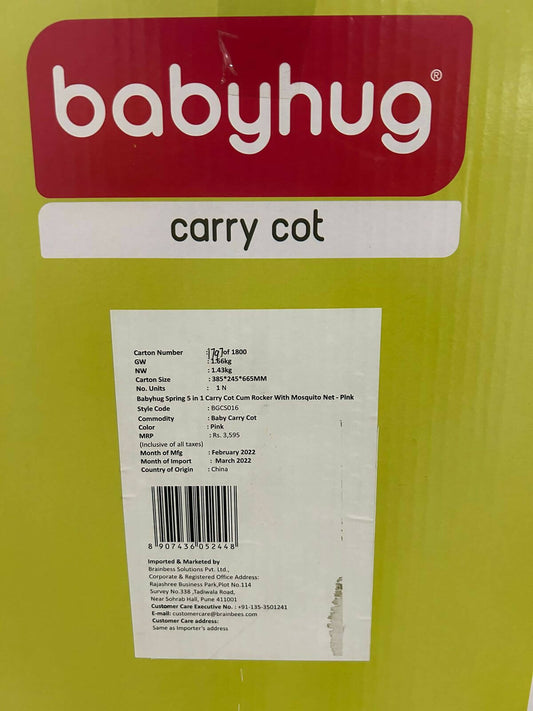 babyhug®
carry cot
Carton Number : of 1800
GW : 1.66kg
NW : 1.43kg
Carton Size : 385*245*665MM
No. Units : 1 N
Babyhug Spring 5 in 1 Carry Cot Cum Rocker With Mosquito Net - Pink
Style Code : BGCS016
Commodity : Baby Carry Cot
Color : Pink
MRP : Rs. 3,595
(Inclusive of all taxes)
Month of Mfg : February 2022
Month of Import : March 2022
Country of Origin : China
8 907436 052448
Imported & Marketed by
Brainbess Solutions Pvt. Ltd.,
Corporate & Registered Office Address:
Rajashree Business Park,Plot No.114
Survey No.338 ,Tadiwala Road,
Near Sohrab Hall, Pune 411001
Customer Care Executive No. : +91-135-3501241
E-mail: customercare@brainbees.com
Customer Care address:
Same as Importer's address